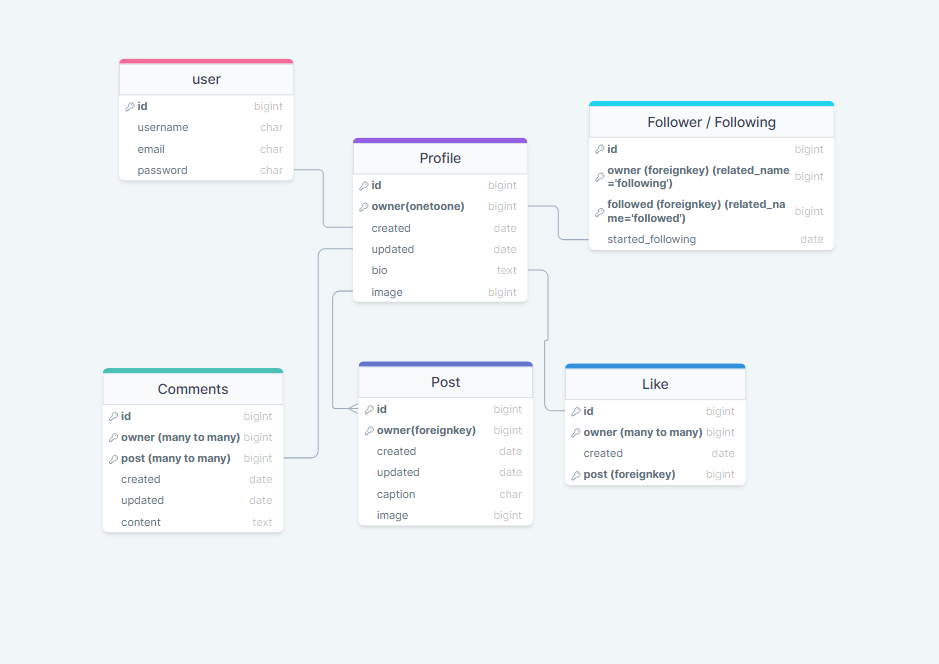 user
id bigint
username char
email char
password char
Profile
id bigint
owner(onetoone) bigint
created date
updated date
bio text
image bigint
Follower / Following
id bigint
owner (foreignkey) (related_name
='following') bigint
followed (foreignkey) (related_na
me='followed') bigint
started_following date
Comments
id bigint
owner (many to many) bigint
post (many to many) bigint
created date
updated date
content text
Post
id bigint
owner(foreignkey) bigint
created date
updated date
caption char
image bigint
Like
id bigint
owner (many to many) bigint
created date
post (foreignkey) bigint